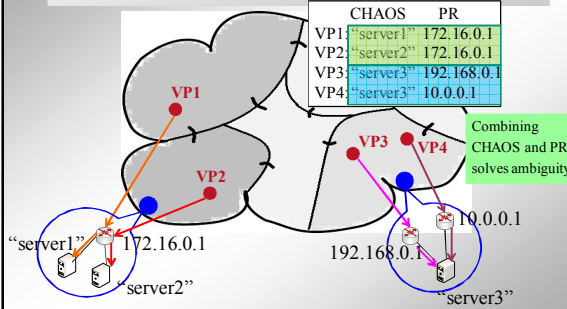 CHAOS PR
VP1: "server1" 172.16.0.1
VP2: "server2" 172.16.0.1
VP3: "server3" 192.168.0.1
VP4: "server3" 10.0.0.1
VP1
VP2
VP3
VP4
Combining
CHAOS and PR
solves ambiguity
"server1"
172.16.0.1
"server2"
10.0.0.1
192.168.0.1
"server3"